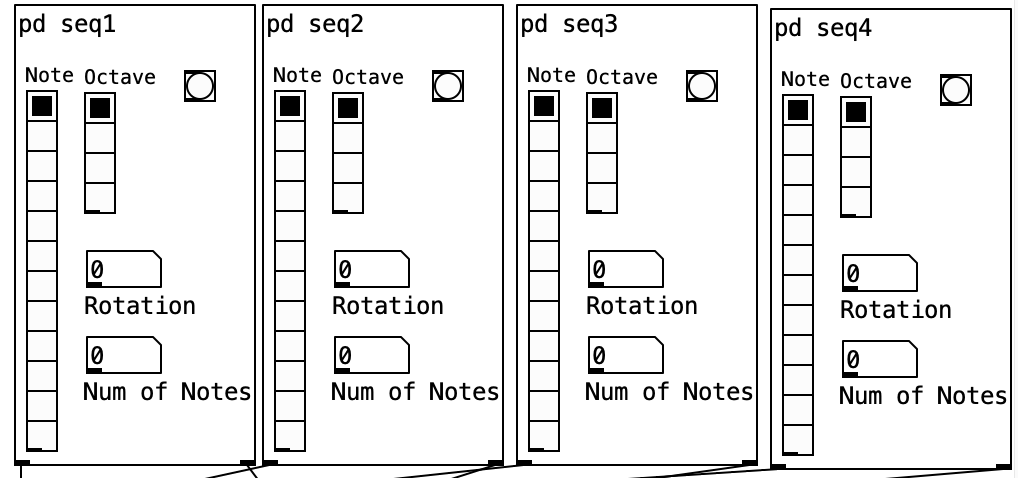 pd seq1
Note Octave
0
Rotation
0
Num of Notes
pd seq2
Note Octave
0
Rotation
0
Num of Notes
pd seq3
Note Octave
0
Rotation
0
Num of Notes
pd seq4
Note Octave
0
Rotation
0
Num of Notes